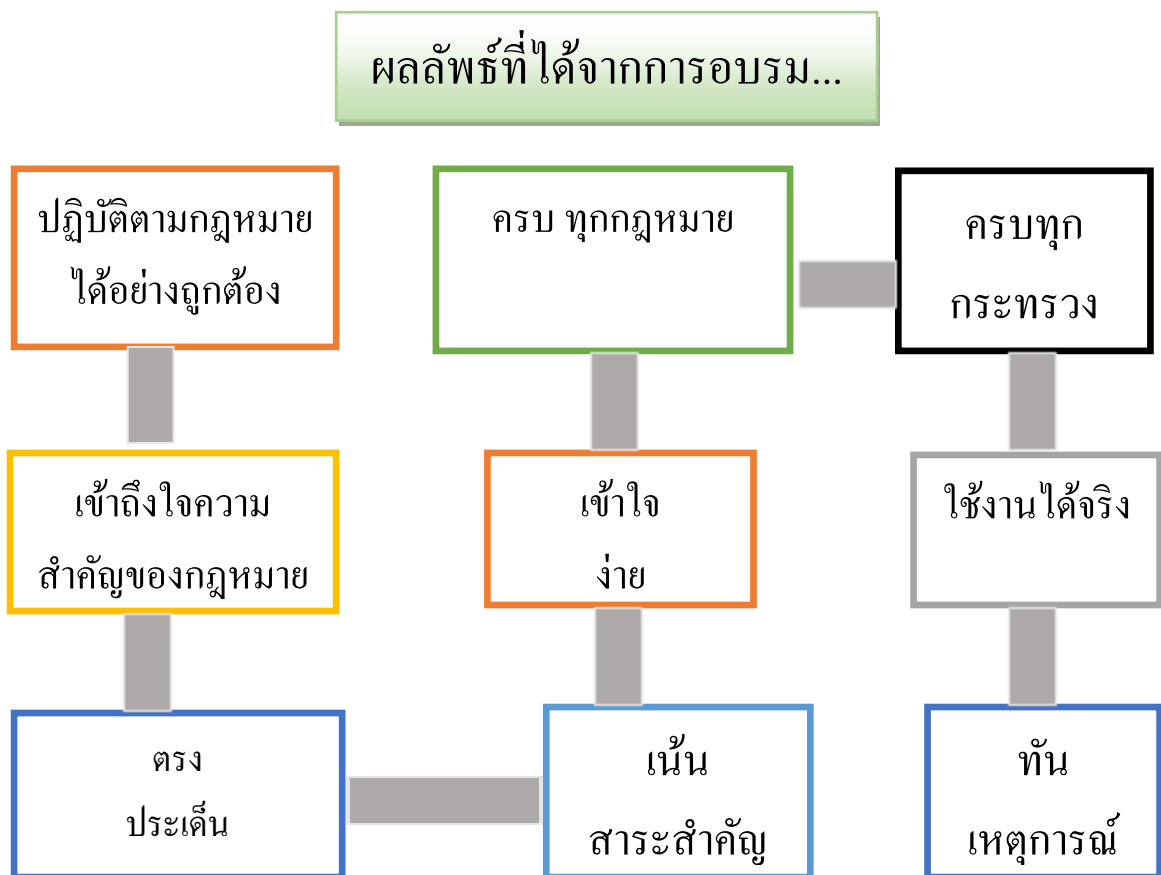 ผลลัพธ์ที่ได้จากการอบรม...
ปฏิบัติตามกฎหมาย
ได้อย่างถูกต้อง
ครบ ทุกกฎหมาย
ครบทุก
กระทรวง
เข้าถึงใจความ
สำคัญของกฎหมาย
เข้าใจ
ง่าย
ใช้งานได้จริง
ตรง
ประเด็น
เน้น
สาระสำคัญ
ทัน
เหตุการณ์